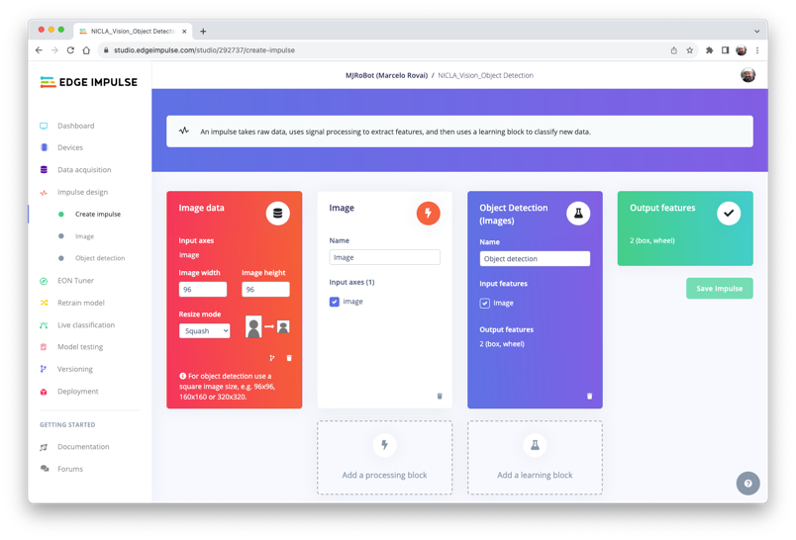 NICLA_Vision_Object Detection
studio.edgeimpulse.com/studio/292737/create-impulse
EDGE IMPULSE
MJRoBot (Marcelo Rovai) / NICLA_Vision_Object Detection
An impulse takes raw data, uses signal processing to extract features, and then uses a learning block to classify new data.
Dashboard
Devices
Data acquisition
Impulse design
Create impulse
Image
Object detection
EON Tuner
Retrain model
Live classification
Model testing
Versioning
Deployment
GETTING STARTED
Documentation
Forums
Image data
Input axes
Image
Image width
Image height
96
96
Resize mode
Squash
For object detection use a
square image size, e.g. 96x96,
160x160 or 320x320.
Image
Name
Image
Input axes (1)
image
Add a processing block
Object Detection
(Images)
Name
Object detection
Input features
Image
Output features
2 (box, wheel)
Add a learning block
Output features
2 (box, wheel)
Save Impulse